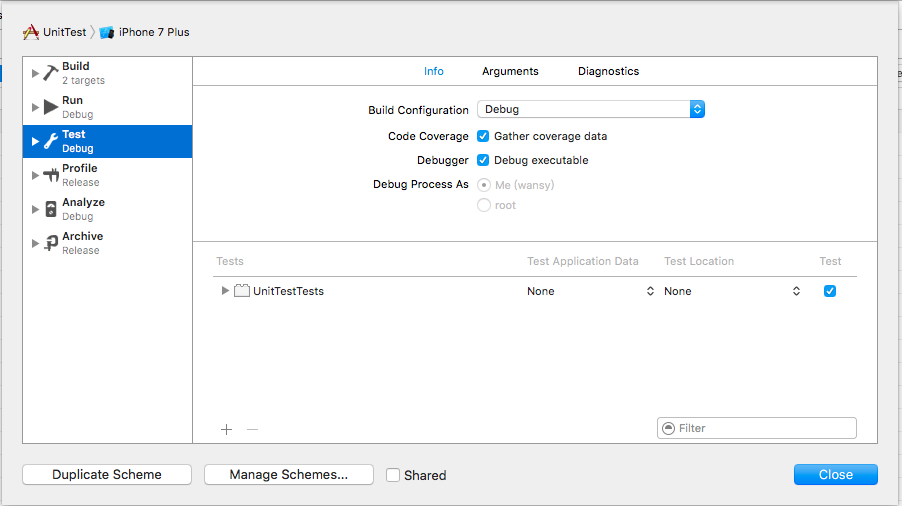 UnitTest
iPhone 7 Plus
Build
2 targets
Run
Debug
Test
Debug
Profile
Release
Analyze
Debug
Archive
Release
Info Arguments Diagnostics
Build Configuration Debug
Code Coverage Gather coverage data
Debugger Debug executable
Debug Process As Me (wansy)
root
Tests Test Application Data Test Location Test
UnitTestTests None None
Filter
Duplicate Scheme Manage Schemes... Shared Close